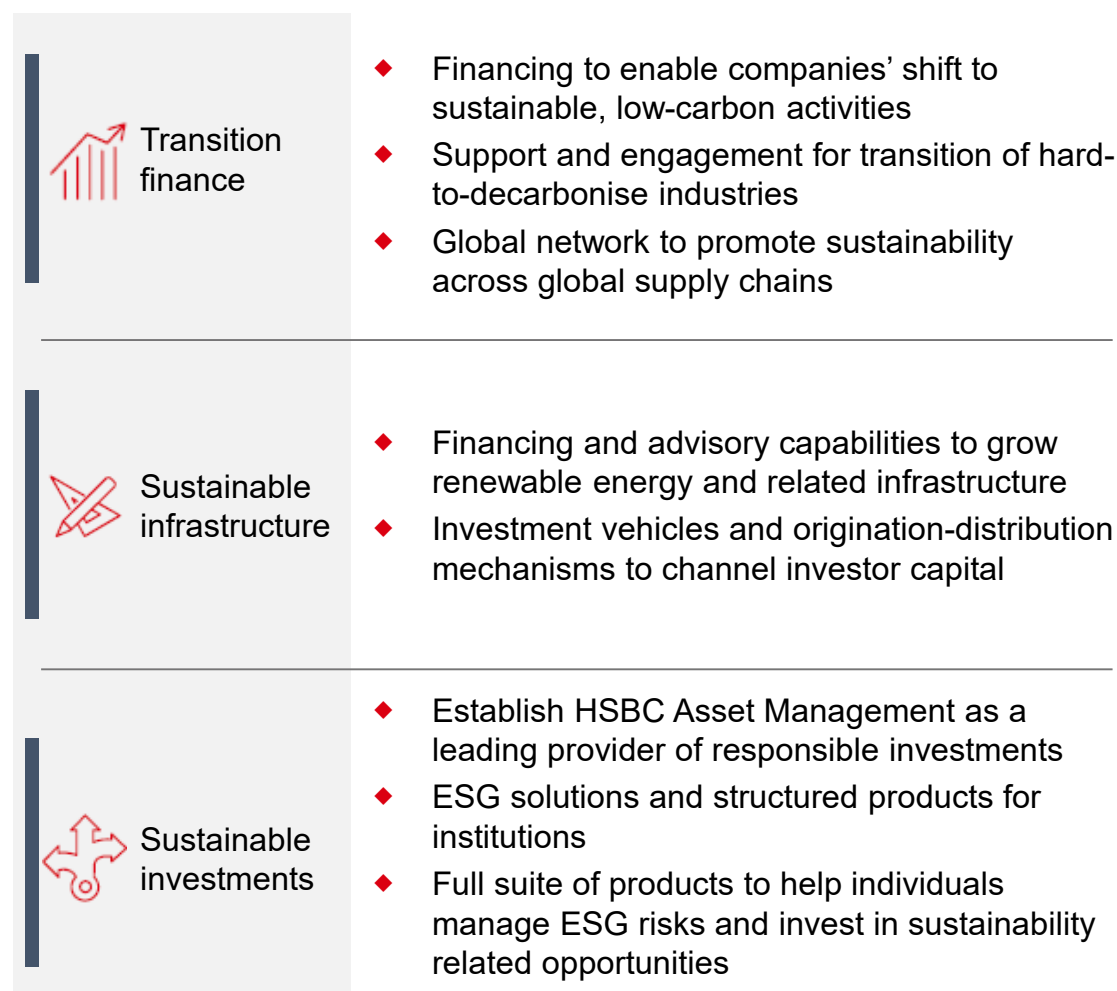 Transition
finance
◆ Financing to enable companies’ shift to
sustainable, low-carbon activities
◆ Support and engagement for transition of hard-
to-decarbonise industries
◆ Global network to promote sustainability
across global supply chains
Sustainable
infrastructure
◆ Financing and advisory capabilities to grow
renewable energy and related infrastructure
◆ Investment vehicles and origination-distribution
mechanisms to channel investor capital
Sustainable
investments
◆ Establish HSBC Asset Management as a
leading provider of responsible investments
◆ ESG solutions and structured products for
institutions
◆ Full suite of products to help individuals
manage ESG risks and invest in sustainability
related opportunities